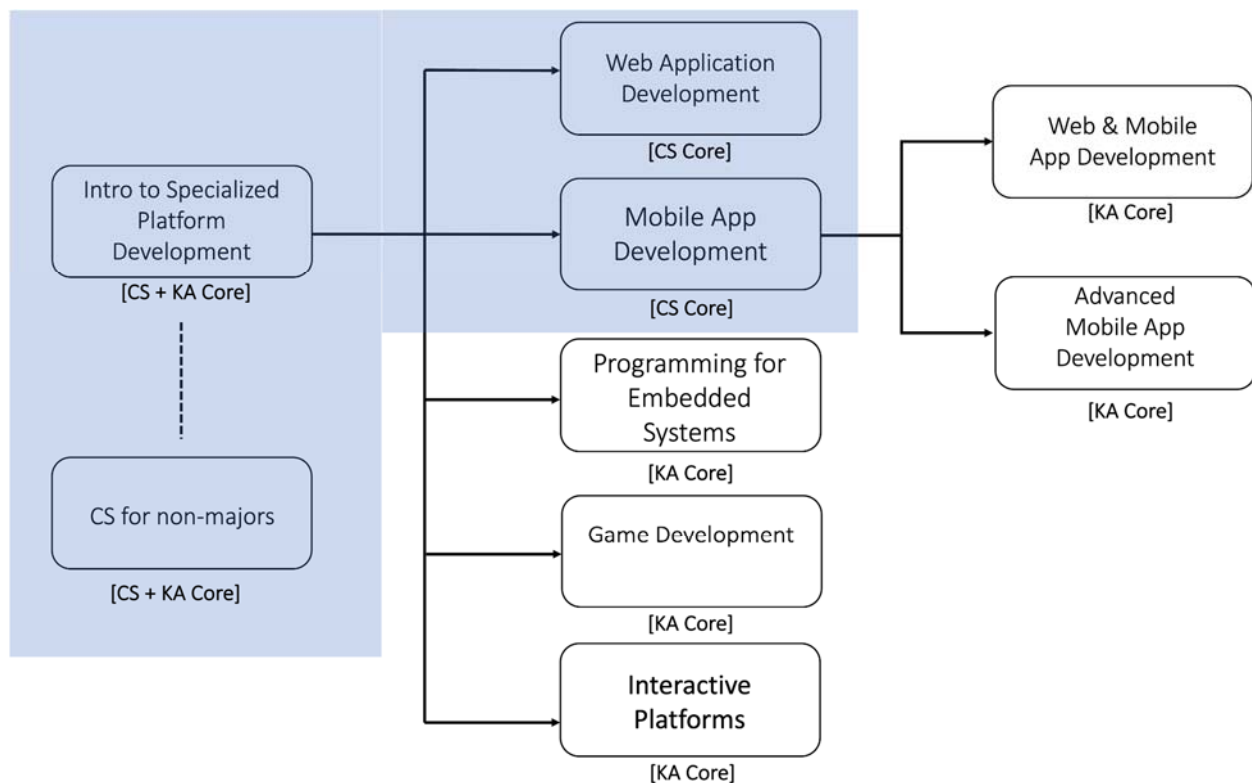 Intro to Specialized
Platform
Development
[CS + KA Core]
CS for non-majors
[CS + KA Core]
Web Application
Development
[CS Core]
Mobile App
Development
[CS Core]
Programming for
Embedded
Systems
[KA Core]
Game Development
[KA Core]
Interactive
Platforms
[KA Core]
Web & Mobile
App Development
[KA Core]
Advanced
Mobile App
Development
[KA Core]